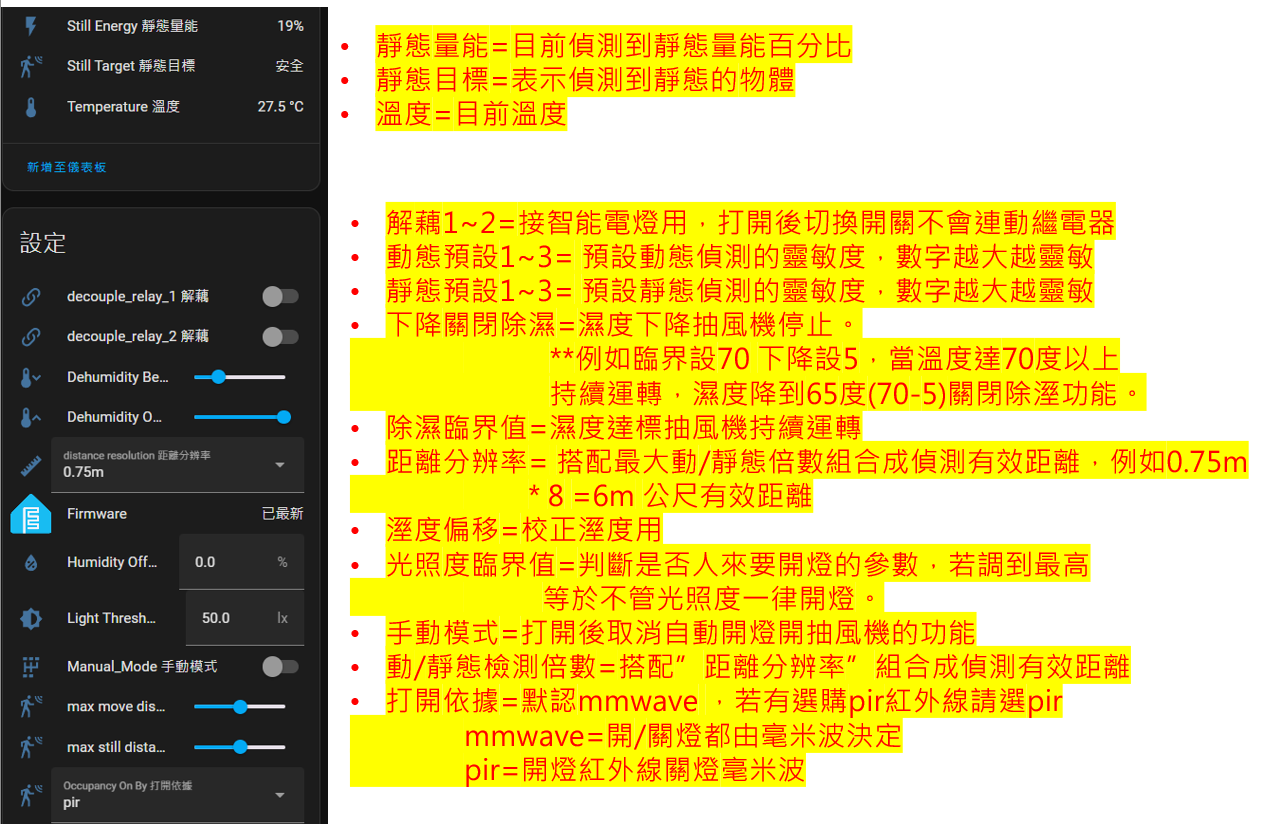 Still Energy 靜態量能 19%
Still Target 靜態目標 安全
Temperature 溫度 27.5 °C
新增至儀表板
設定
decouple_relay_1 解藕
decouple_relay_2 解藕
Dehumidity Be...
Dehumidity O...
distance resolution 距離分辨率
0.75m
Firmware 已最新
Humidity Off... 0.0 %
Light Thresh... 50.0 lx
Manual_Mode 手動模式
max move dis...
max still dista...
Occupancy On By 打開依據
pir
• 靜態量能=目前偵測到靜態量能百分比
• 靜態目標=表示偵測到靜態的物體
• 溫度=目前溫度
• 解藕1~2=接智能電燈用，打開後切換開關不會連動繼電器
• 動態預設1~3= 預設動態偵測的靈敏度，數字越大越靈敏
• 靜態預設1~3= 預設靜態偵測的靈敏度，數字越大越靈敏
• 下降關閉除濕=濕度下降抽風機停止。
**例如臨界設70 下降設5，當溫度達70度以上
持續運轉，濕度降到65度(70-5)關閉除溼功能。
• 除濕臨界值=濕度達標抽風機持續運轉
• 距離分辨率= 搭配最大動/靜態倍數組合成偵測有效距離，例如0.75m
* 8 =6m 公尺有效距離
• 溼度偏移=校正溼度用
• 光照度臨界值=判斷是否人來要開燈的參數，若調到最高
等於不管光照度一律開燈。
• 手動模式=打開後取消自動開燈開抽風機的功能
• 動/靜態檢測倍數=搭配”距離分辨率”組合成偵測有效距離
• 打開依據=默認mmwave ，若有選購pir紅外線請選pir
mmwave=開/關燈都由毫米波決定
pir=開燈紅外線關燈毫米波